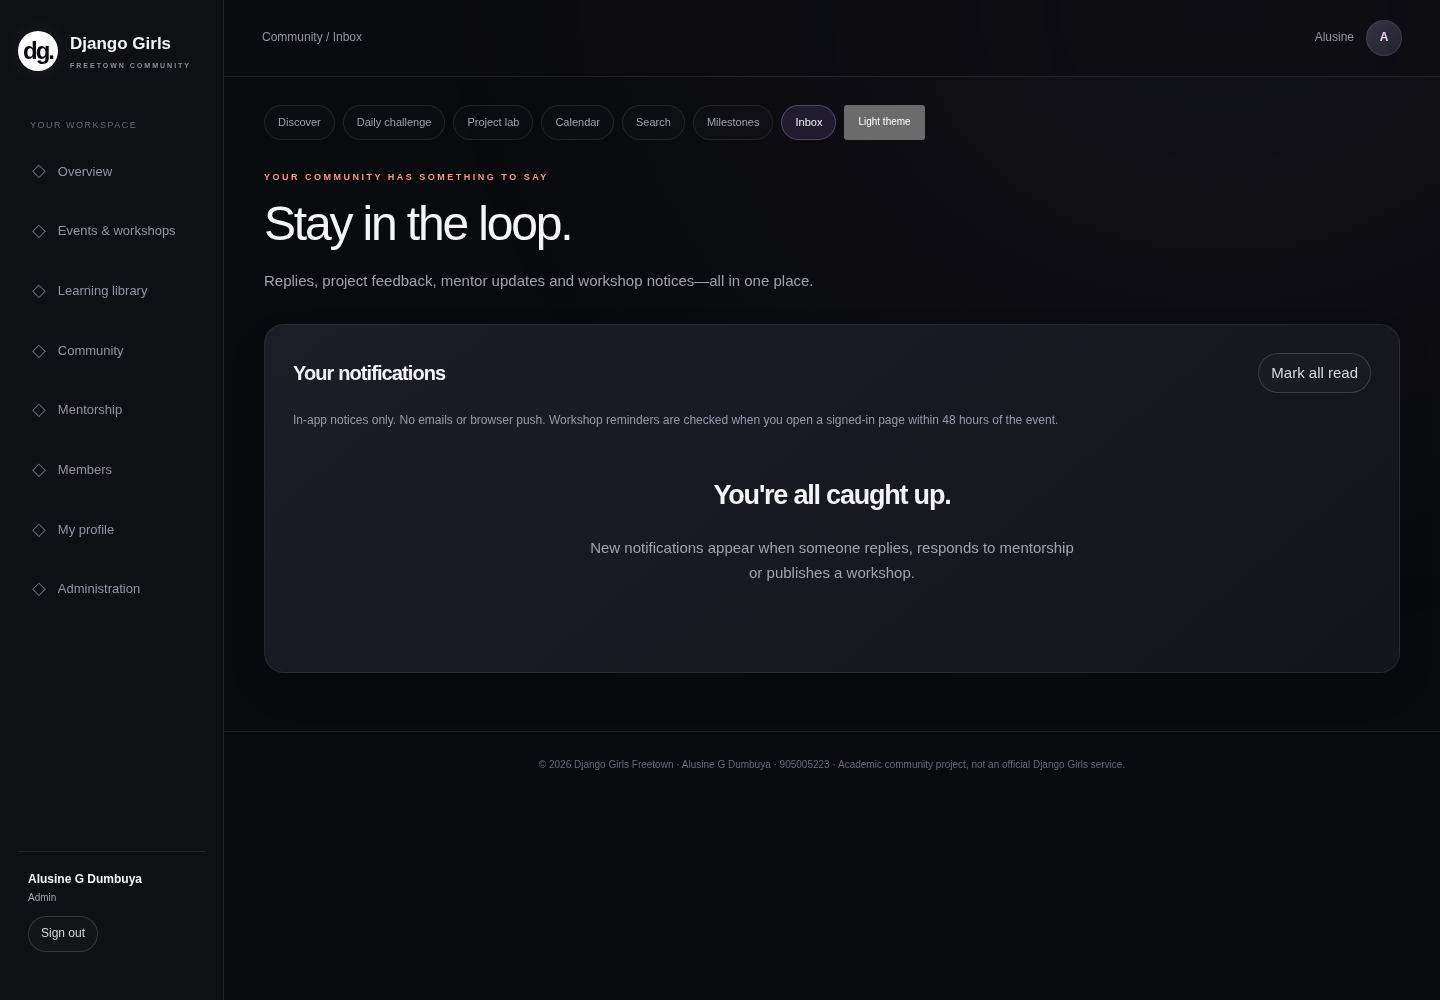 dg.
Django Girls
FREETOWN COMMUNITY
YOUR WORKSPACE
Overview
Events & workshops
Learning library
Community
Mentorship
Members
My profile
Administration
Alusine G Dumbuya
Admin
Sign out
Community / Inbox
Alusine A
Discover Daily challenge Project lab Calendar Search Milestones Inbox Light theme
YOUR COMMUNITY HAS SOMETHING TO SAY
Stay in the loop.
Replies, project feedback, mentor updates and workshop notices—all in one place.
Your notifications Mark all read
In-app notices only. No emails or browser push. Workshop reminders are checked when you open a signed-in page within 48 hours of the event.
You're all caught up.
New notifications appear when someone replies, responds to mentorship
or publishes a workshop.
© 2026 Django Girls Freetown · Alusine G Dumbuya · 905005223 · Academic community project, not an official Django Girls service.